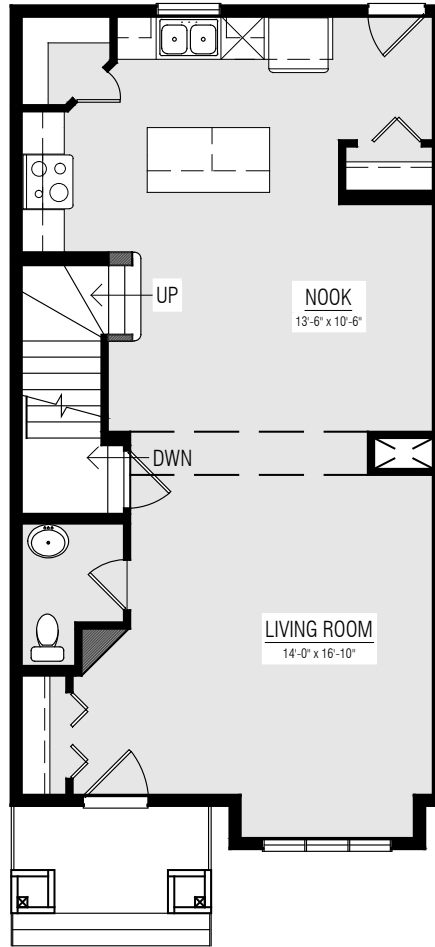 UP
NOOK
13'-6" x 10'-6"
DWN
LIVING ROOM
14'-0" x 16'-10"